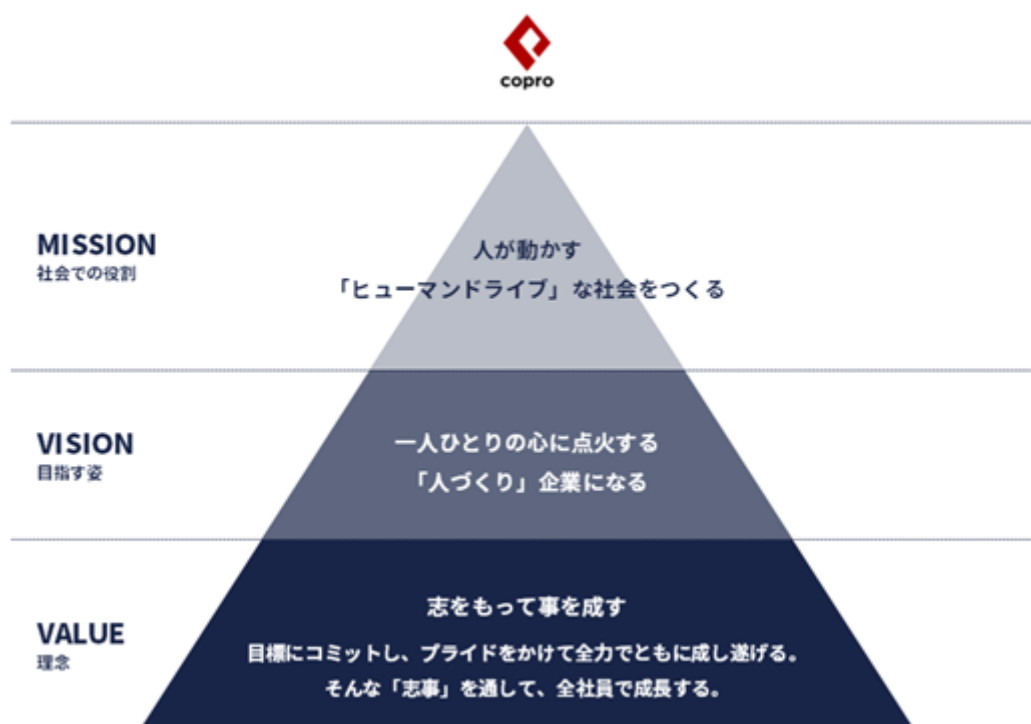 copro
MISSION
社会での役割
人が動かす
「ヒューマンドライブ」な社会をつくる
VISION
目指す姿
一人ひとりの心に点火する
「人づくり」企業になる
VALUE
理念
志をもって事を成す
目標にコミットし、プライドをかけて全力でともに成し遂げる。
そんな「志事」を通して、全社員で成長する。